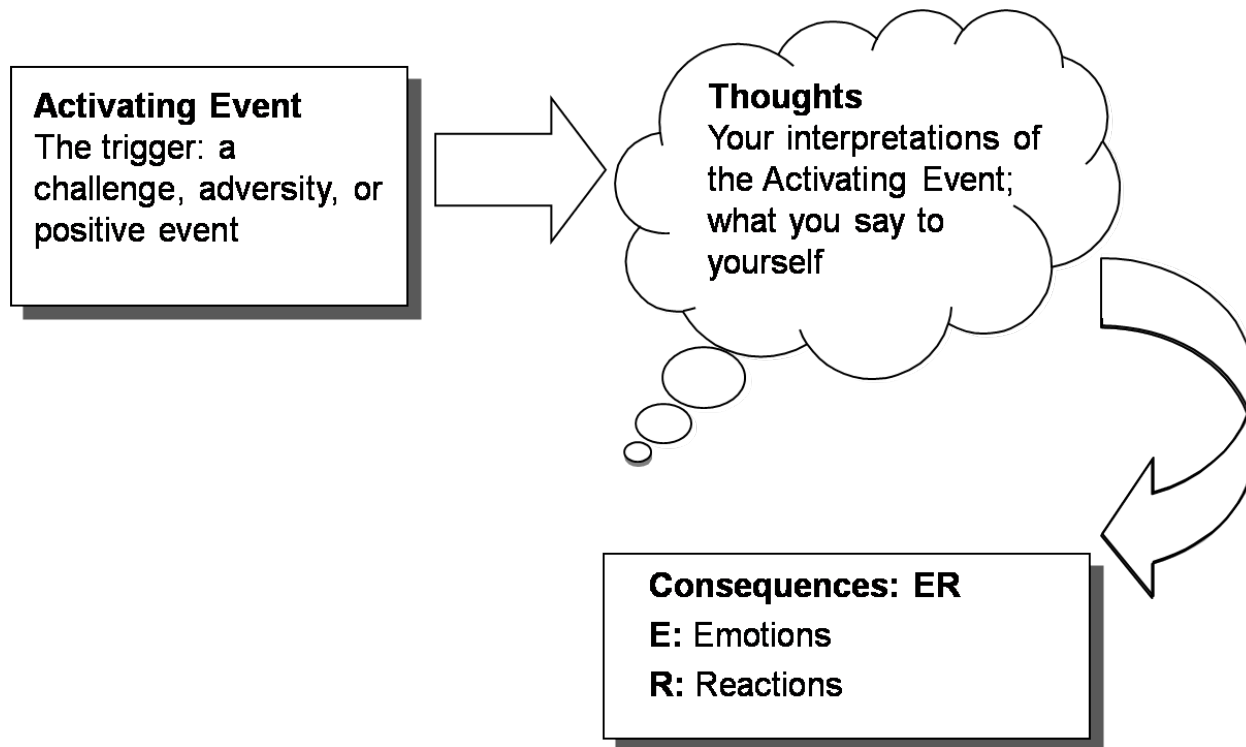 Activating Event
The trigger: a
challenge, adversity, or
positive event
Thoughts
Your interpretations of
the Activating Event;
what you say to
yourself
Consequences: ER
E: Emotions
R: Reactions